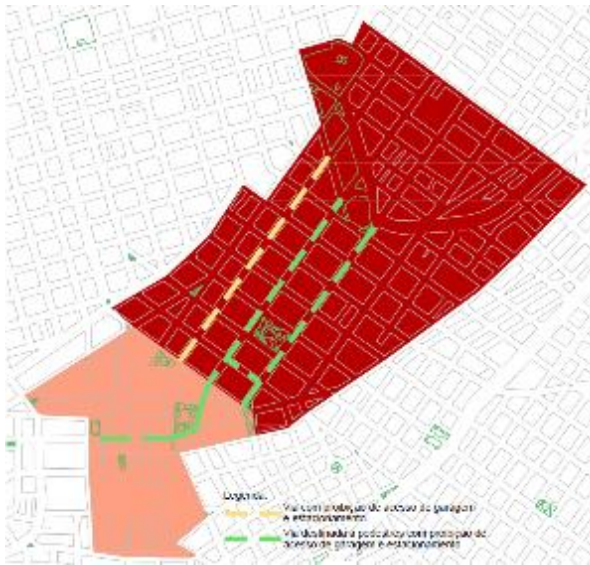 Legenda:
Via com proibição de acesso de garagem
e estacionamento
Via destinada a pedestres com proibição de
acesso de garagem e estacionamento